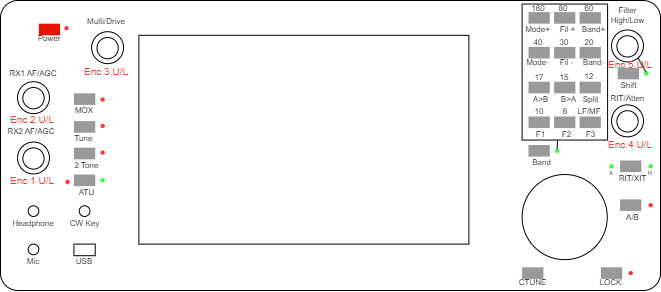 Multi/Drive
Power
Enc 3 U/L
RX1 AF/AGC
Enc 2 U/L
RX2 AF/AGC
Enc 1 U/L
MOX
Tune
2 Tone
ATU
Headphone
CW Key
Mic
USB
160 80 60
Mode+ Fil + Band+
40 30 20
Mode- Fil - Band-
17 15 12
A>B B>A Split
10 6 LF/MF
F1 F2 F3
Band
Filter
High/Low
Enc 5 U/L
Shift
RIT/Atten
Enc 4 U/L
X R
RIT/XIT
A/B
CTUNE
LOCK